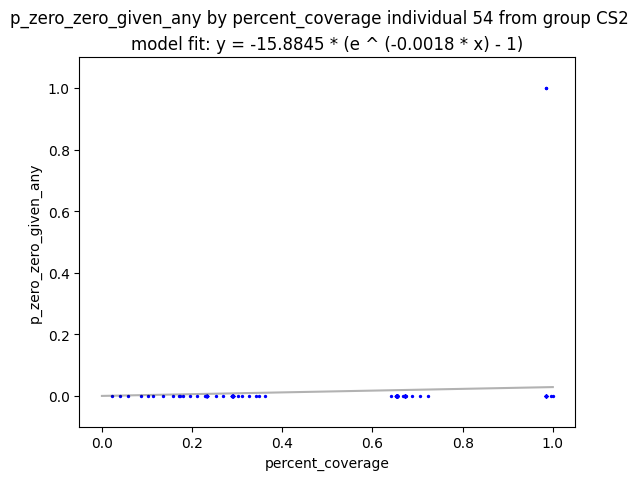 p_zero_zero_given_any by percent_coverage individual 54 from group CS2
model fit: y = -15.8845 * (e ^ (-0.0018 * x) - 1)
1.0
0.8
0.6
0.4
0.2
0.0
p_zero_zero_given_any
0.0 0.2 0.4 0.6 0.8 1.0
percent_coverage